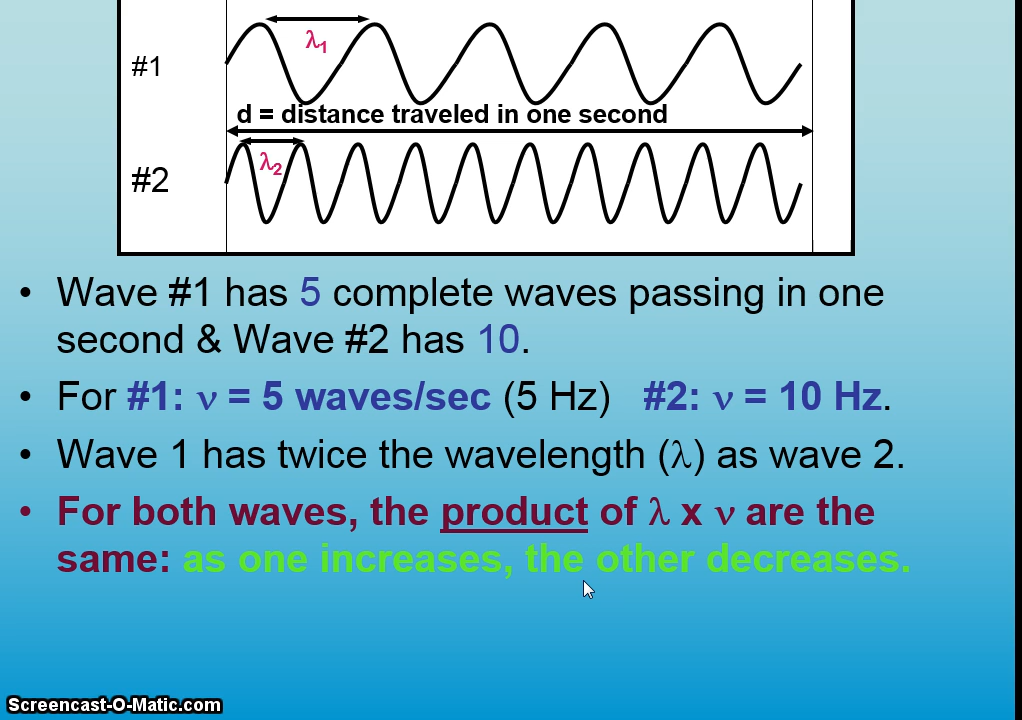 #1
λ1
d = distance traveled in one second
λ2
#2
• Wave #1 has 5 complete waves passing in one
second & Wave #2 has 10.
• For #1: ν = 5 waves/sec (5 Hz) #2: ν = 10 Hz.
• Wave 1 has twice the wavelength (λ) as wave 2.
• For both waves, the product of λ x ν are the
same: as one increases, the other decreases.
Screencast-O-Matic.com